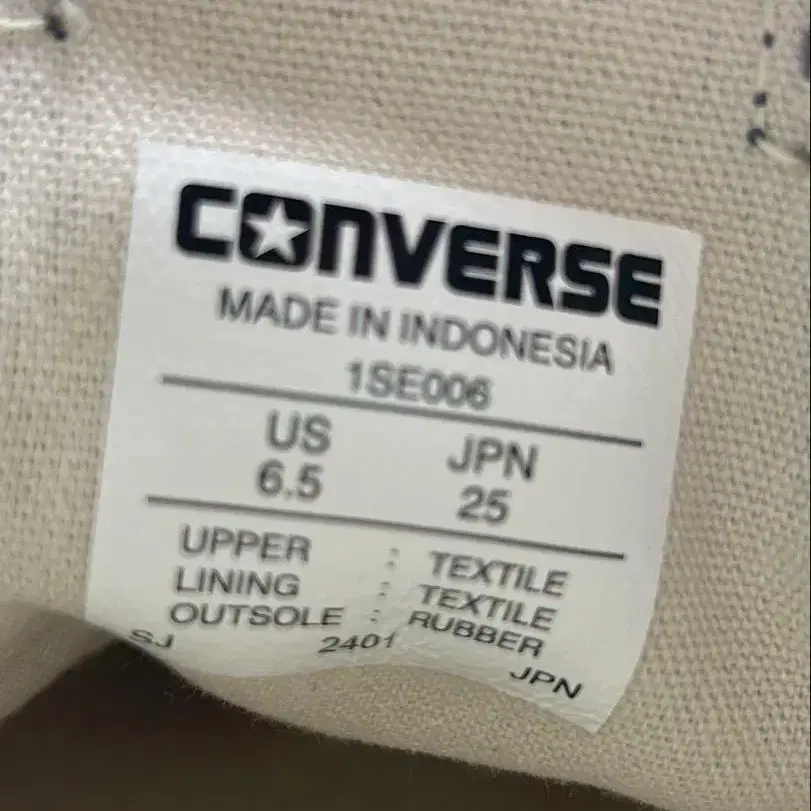 CONVERSE
MADE IN INDONESIA
1SE006
US JPN
6.5 25
UPPER : TEXTILE
LINING : TEXTILE
OUTSOLE : RUBBER
SJ 2401 JPN